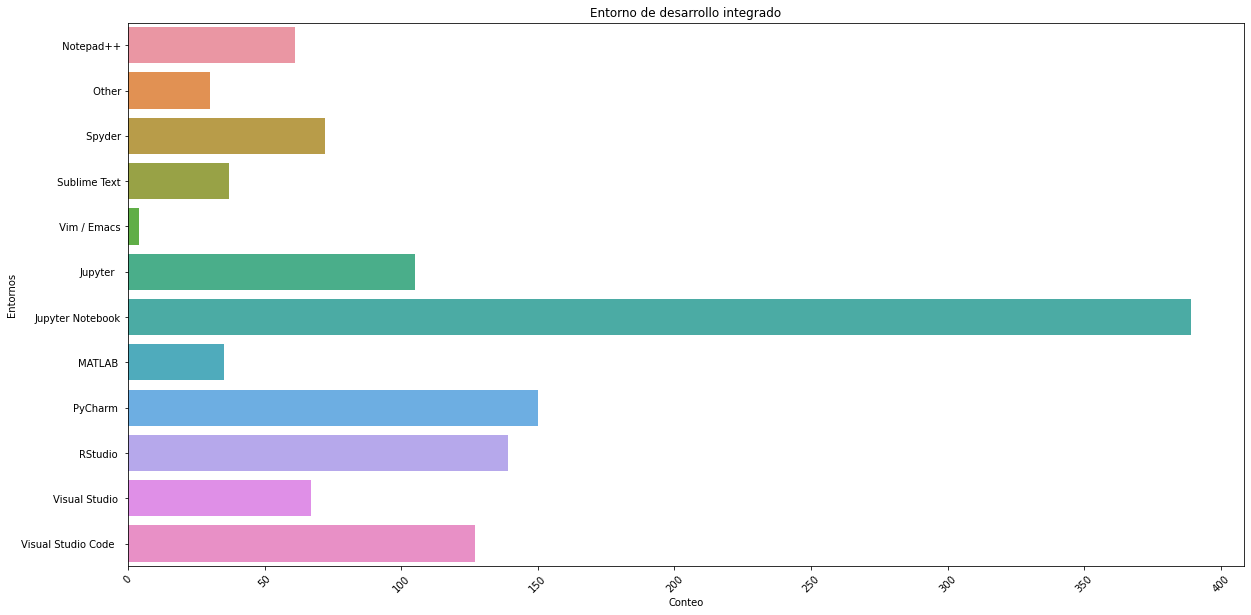 Entorno de desarrollo integrado
Entornos
Notepad++
Other
Spyder
Sublime Text
Vim / Emacs
Jupyter
Jupyter Notebook
MATLAB
PyCharm
RStudio
Visual Studio
Visual Studio Code
0 50 100 150 200 250 300 350 400
Conteo